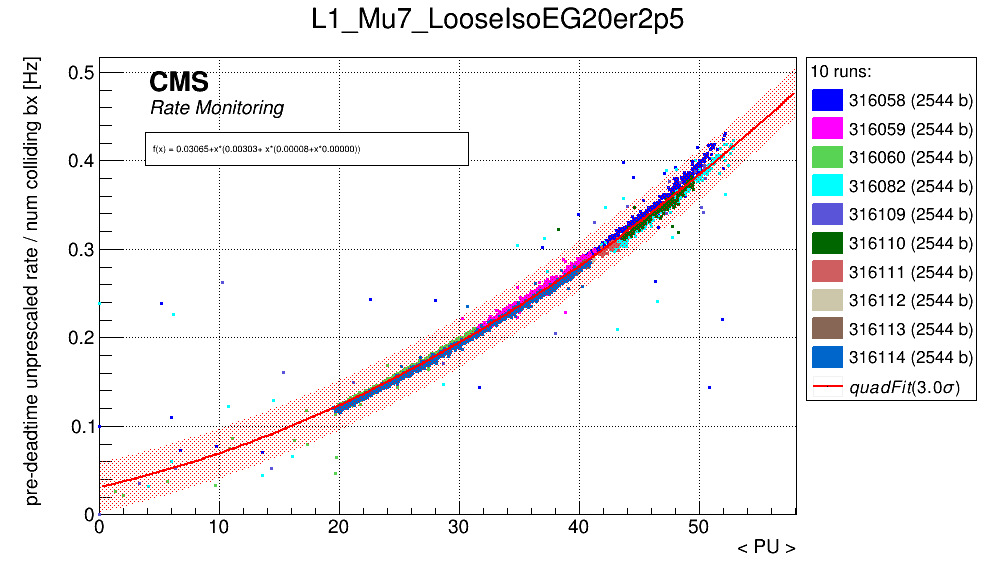 L1_Mu7_LooseIsoEG20er2p5
pre-deadtime unprescaled rate / num colliding bx [Hz]
CMS
Rate Monitoring
f(x) = 0.03065+x*(0.00303+ x*(0.00008+x*0.00000))
0.5
0.4
0.3
0.2
0.1
0
0 10 20 30 40 50
< PU >
10 runs:
316058 (2544 b)
316059 (2544 b)
316060 (2544 b)
316082 (2544 b)
316109 (2544 b)
316110 (2544 b)
316111 (2544 b)
316112 (2544 b)
316113 (2544 b)
316114 (2544 b)
quadFit(3.0σ)